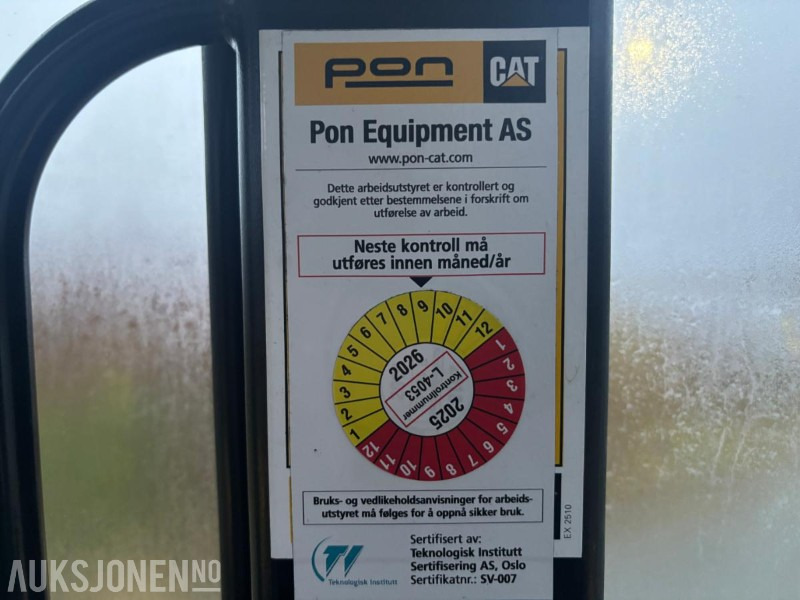 pon CAT
Pon Equipment AS
www.pon-cat.com
Dette arbeidsutstyret er kontrollert og
godkjent etter bestemmelsene i forskrift om
utførelse av arbeid.
Neste kontroll må
utføres innen måned/år
1 2 3 4 5 6 7 8 9 10 11 12
2026
1 2 3 4 5 6 7 8 9 10 11 12
2025
Kontrollnummer
L-4053
Bruks- og vedlikeholdsanvisninger for arbeids-
utstyret må følges for å oppnå sikker bruk.
EX 2510
Sertifisert av:
Teknologisk Institutt
Sertifisering AS, Oslo
Sertifikatnr.: SV-007
TI
Teknologisk Institutt
AUKSJONEN.NO